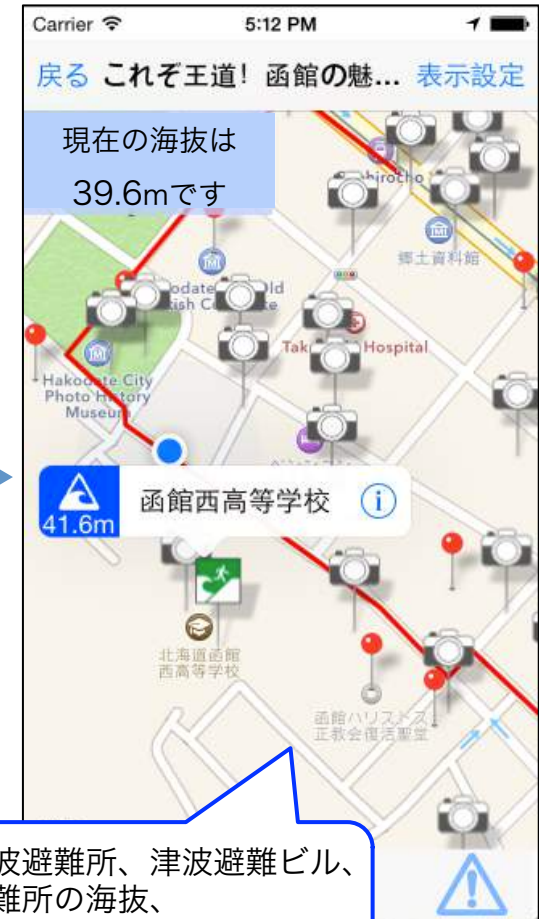 Carrier 5:12 PM
戻る これぞ王道！ 函館の魅... 表示設定
現在の海抜は
39.6mです
郷土資料館
Hospital
Hakodate City
Photo History
Museum
41.6m 函館西高等学校 i
北海道函館
西高等学校
函館ハリストス
正教会復活聖堂
波避難所、津波避難ビル、
難所の海抜、